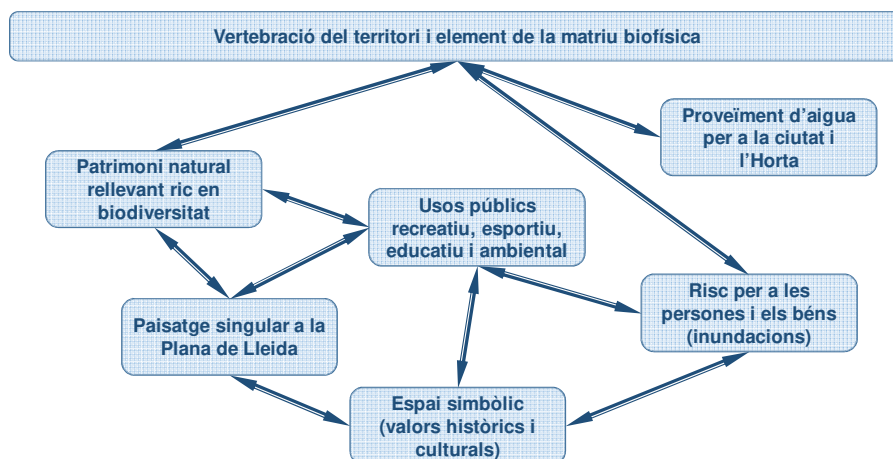 Vertebració del territori i element de la matriu biofísica
Proveïment d’aigua
per a la ciutat i
l’Horta
Patrimoni natural
rellevant ric en
biodiversitat
Usos públics
recreatiu, esportiu,
educatiu i ambiental
Risc per a les
persones i els béns
(inundacions)
Paisatge singular a la
Plana de Lleida
Espai simbòlic
(valors històrics i
culturals)